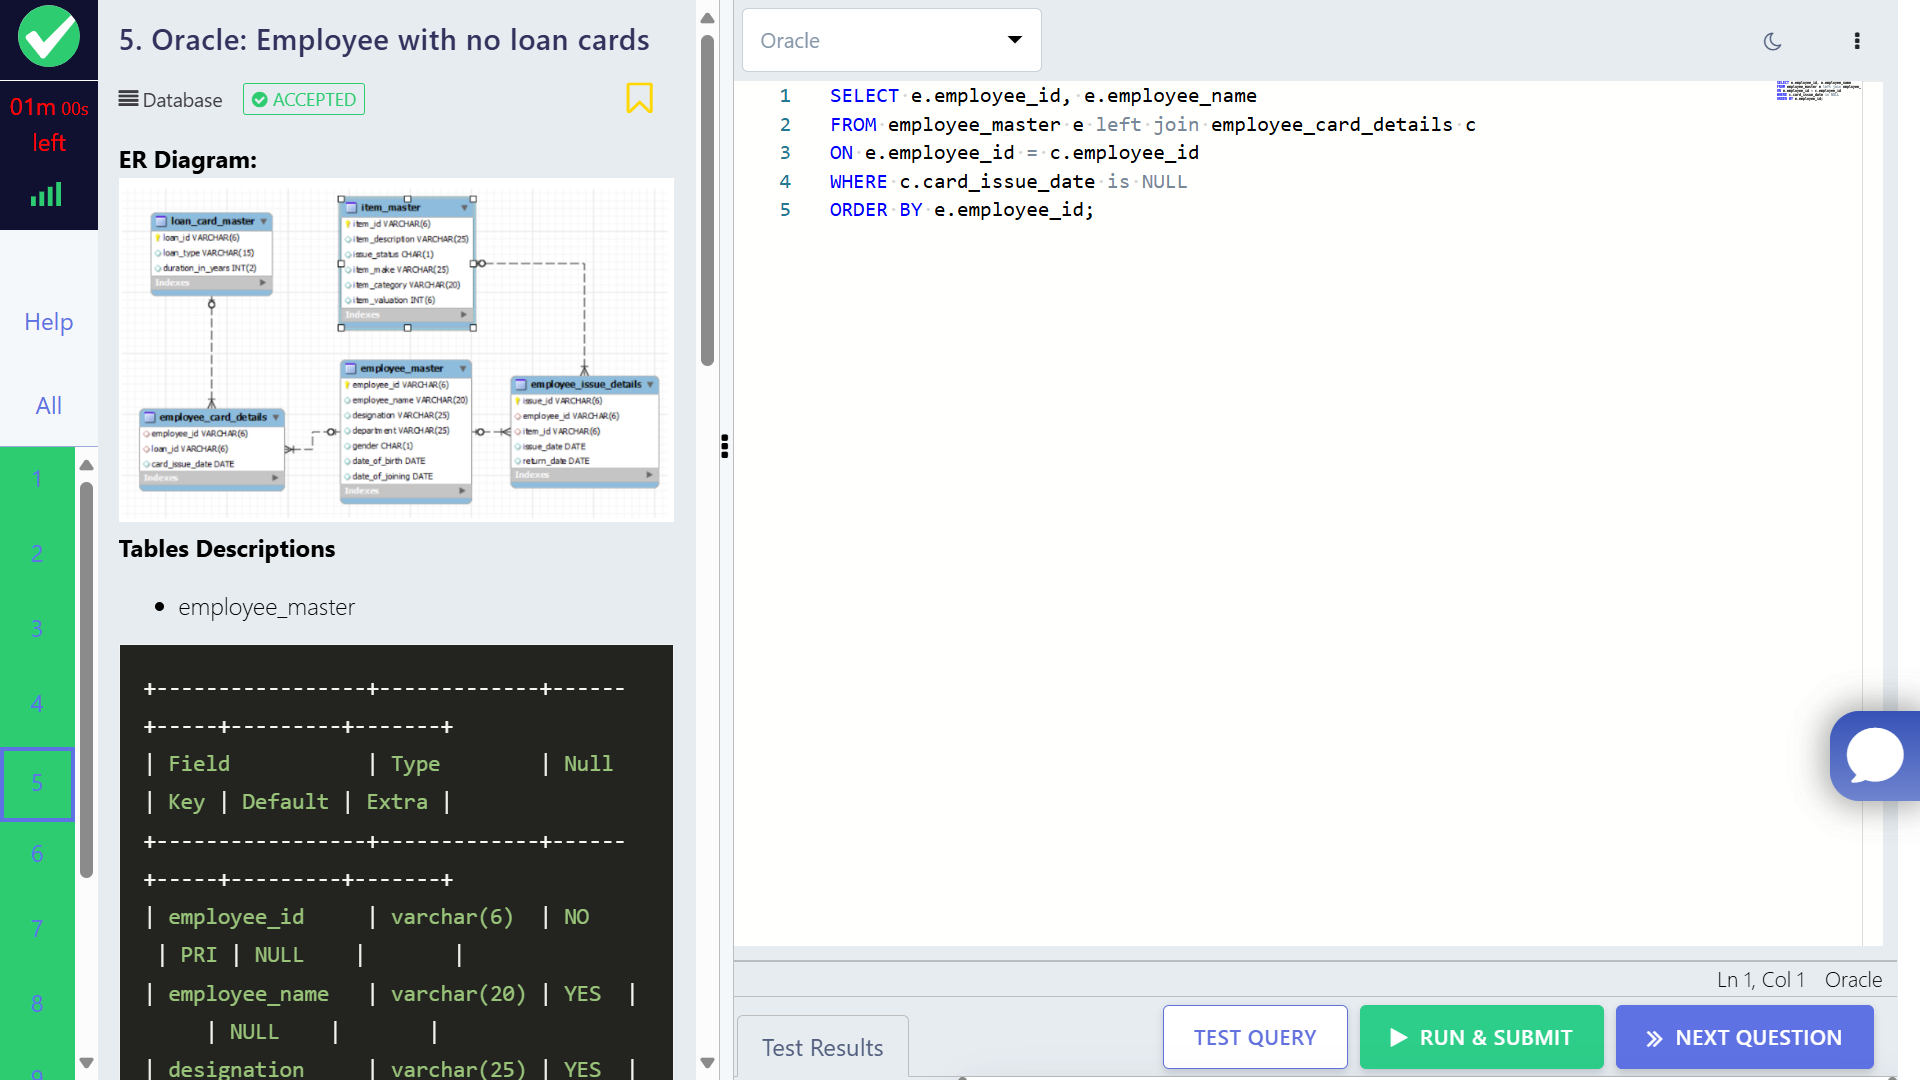 01m 00s
left
Help
All
1
2
3
4
5
6
7
8
9
5. Oracle: Employee with no loan cards
Database
ACCEPTED
ER Diagram:
loan_card_master
loan_id VARCHAR(6)
loan_type VARCHAR(15)
duration_in_years INT(2)
Indexes
item_master
item_id VARCHAR(6)
item_description VARCHAR(25)
issue_status CHAR(1)
item_make VARCHAR(25)
item_category VARCHAR(20)
item_valuation INT(6)
Indexes
employee_card_details
employee_id VARCHAR(6)
loan_id VARCHAR(6)
card_issue_date DATE
Indexes
employee_master
employee_id VARCHAR(6)
employee_name VARCHAR(20)
designation VARCHAR(25)
department VARCHAR(25)
gender CHAR(1)
date_of_birth DATE
date_of_joining DATE
Indexes
employee_issue_details
issue_id VARCHAR(6)
employee_id VARCHAR(6)
item_id VARCHAR(6)
issue_date DATE
return_date DATE
Indexes
Tables Descriptions
• employee_master
+-----------------+-------------+------
+-----+---------+-------+
| Field | Type | Null
| Key | Default | Extra |
+-----------------+-------------+------
+-----+---------+-------+
| employee_id | varchar(6) | NO
| PRI | NULL | |
| employee_name | varchar(20) | YES |
| NULL | |
| designation | varchar(25) | YES |
Oracle
1 SELECT e.employee_id, e.employee_name
2 FROM employee_master e left join employee_card_details c
3 ON e.employee_id = c.employee_id
4 WHERE c.card_issue_date is NULL
5 ORDER BY e.employee_id;
Ln 1, Col 1 Oracle
Test Results
TEST QUERY
RUN & SUBMIT
NEXT QUESTION